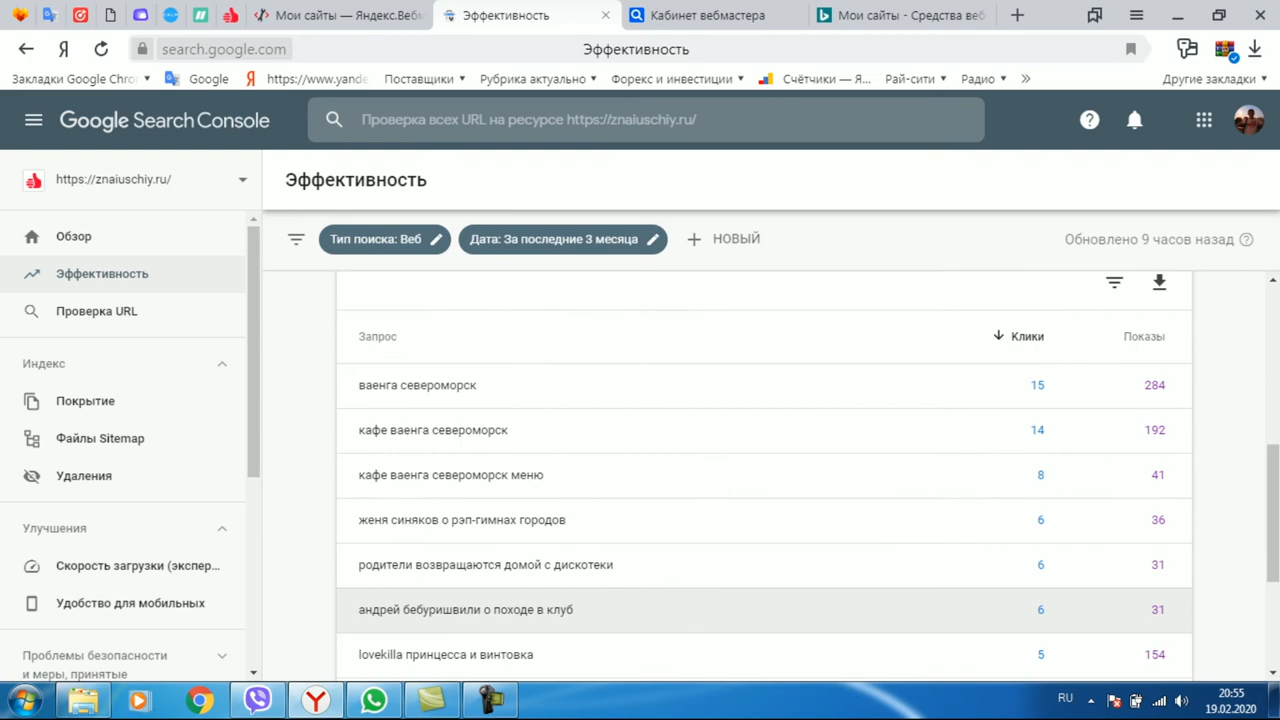 Мои сайты — Яндекс.Вебм
Эффективность
Кабинет вебмастера
Мои сайты - Средства веб
search.google.com
Эффективность
Закладки Google Chro
Google
https://www.yande
Поставщики
Рубрика актуально
Форекс и инвестиции
Счётчики — Я...
Рай-сити
Радио
Другие закладки
Google Search Console
Проверка всех URL на ресурсе https://znaiuschiy.ru/
https://znaiuschiy.ru/
Эффективность
Обзор
Эффективность
Проверка URL
Индекс
Покрытие
Файлы Sitemap
Удаления
Улучшения
Скорость загрузки (экспер...
Удобство для мобильных
Проблемы безопасности
и меры, принятые
Тип поиска: Веб
Дата: За последние 3 месяца
НОВЫЙ
Обновлено 9 часов назад
Запрос Клики Показы
ваенга североморск 15 284
кафе ваенга североморск 14 192
кафе ваенга североморск меню 8 41
женя синяков о рэп-гимнах городов 6 36
родители возвращаются домой с дискотеки 6 31
андрей бебуришвили о походе в клуб 6 31
lovekilla принцесса и винтовка 5 154
RU
20:55
19.02.2020